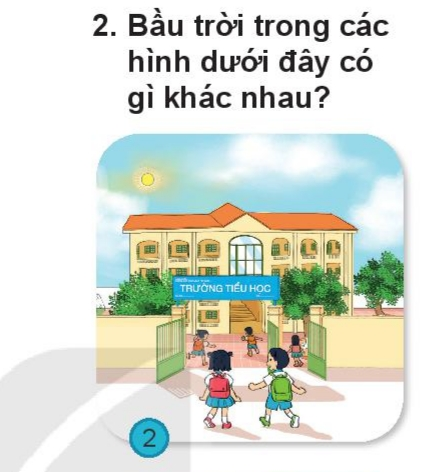 2. Bầu trời trong các
hình dưới đây có
gì khác nhau?
TRƯỜNG TIỂU HỌC
2